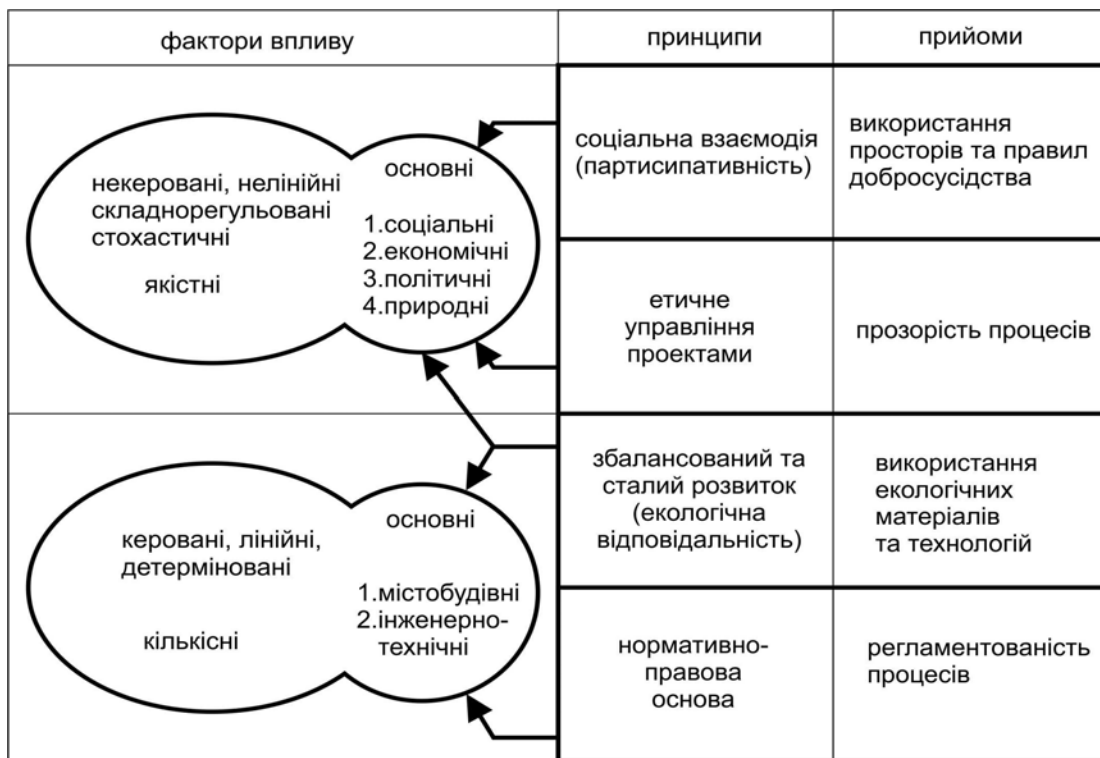 фактори впливу
принципи
прийоми
некеровані, нелінійні
складнорегульовані
стохастичні
якістні
основні
1.соціальні
2.економічні
3.політичні
4.природні
соціальна взаємодія
(партисипативність)
використання
просторів та правил
добросусідства
етичне
управління
проектами
прозорість процесів
керовані, лінійні,
детерміновані
кількісні
основні
1.містобудівні
2.інженерно-
технічні
збалансований та
сталий розвиток
(екологічна
відповідальність)
використання
екологічних
матеріалів
та технологій
нормативно-
правова
основа
регламентованість
процесів